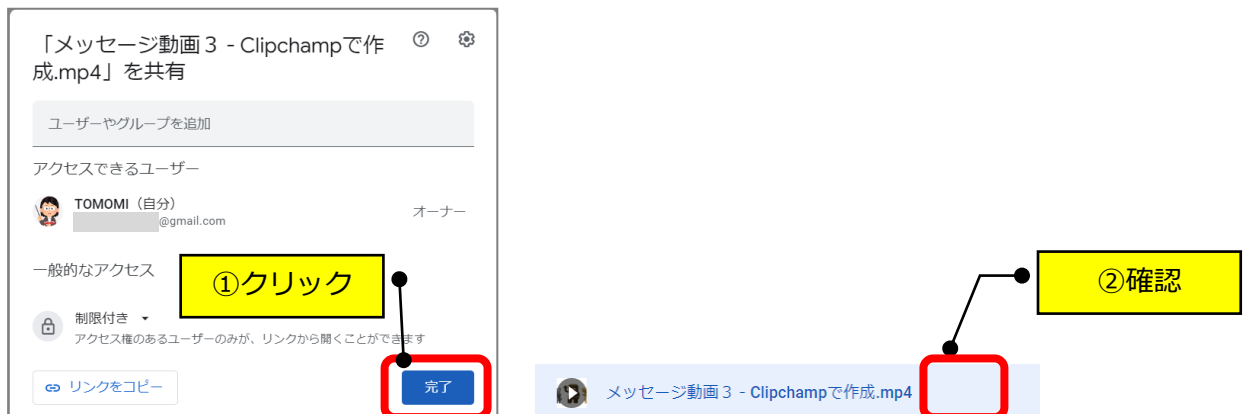 「メッセージ動画３ - Clipchampで作
成.mp4」を共有
ユーザーやグループを追加
アクセスできるユーザー
TOMOMI（自分）
@gmail.com
オーナー
一般的なアクセス
①クリック
制限付き
アクセス権のあるユーザーのみが、リンクから開くことができます
リンクをコピー
完了
②確認
メッセージ動画３ - Clipchampで作成.mp4